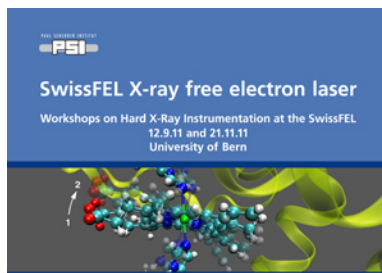 PAUL SCHERRER INSTITUT
PSI
SwissFEL X-ray free electron laser
Workshops on Hard X-Ray Instrumentation at the SwissFEL
12.9.11 and 21.11.11
University of Bern
2
1